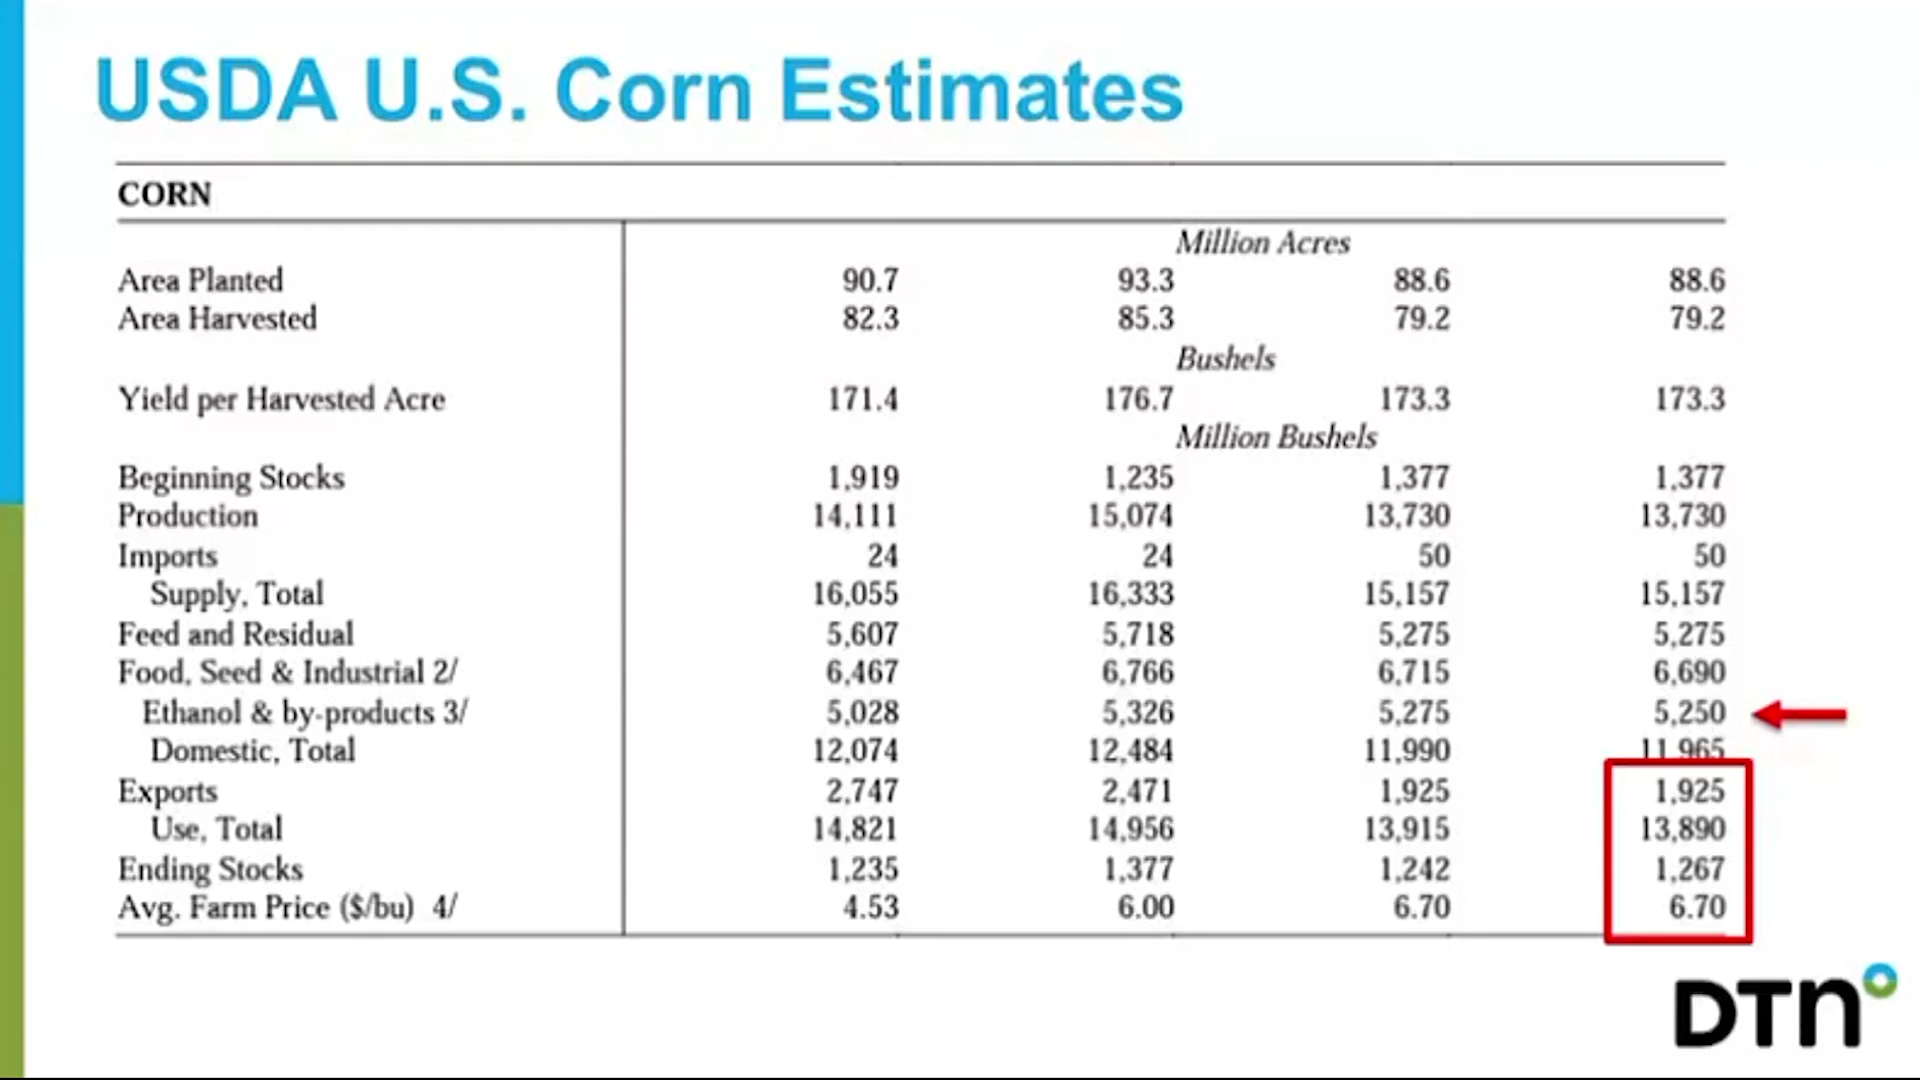 USDA U.S. Corn Estimates
CORN
Million Acres
Area Planted 90.7 93.3 88.6 88.6
Area Harvested 82.3 85.3 79.2 79.2
Bushels
Yield per Harvested Acre 171.4 176.7 173.3 173.3
Million Bushels
Beginning Stocks 1,919 1,235 1,377 1,377
Production 14,111 15,074 13,730 13,730
Imports 24 24 50 50
Supply, Total 16,055 16,333 15,157 15,157
Feed and Residual 5,607 5,718 5,275 5,275
Food, Seed & Industrial 2/ 6,467 6,766 6,715 6,690
Ethanol & by-products 3/ 5,028 5,326 5,275 5,250
Domestic, Total 12,074 12,484 11,990 11,965
Exports 2,747 2,471 1,925 1,925
Use, Total 14,821 14,956 13,915 13,890
Ending Stocks 1,235 1,377 1,242 1,267
Avg. Farm Price ($/bu) 4/ 4.53 6.00 6.70 6.70
DTN